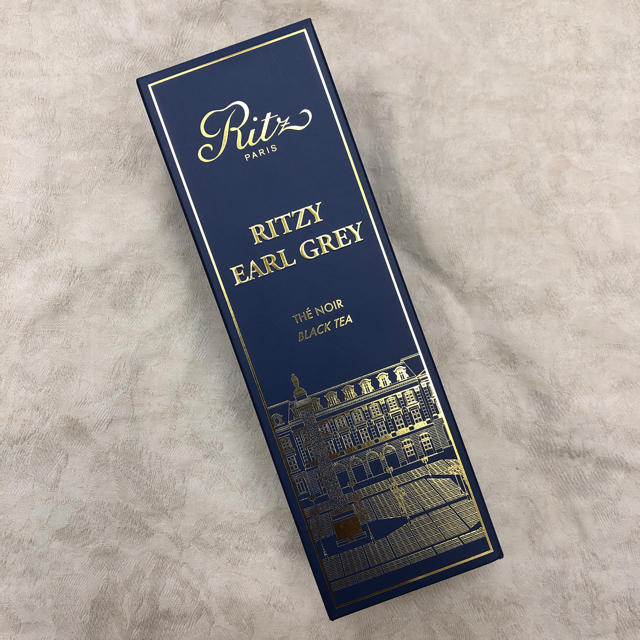 Ritz
PARIS
RITZY
EARL GREY
THÉ NOIR
BLACK TEA